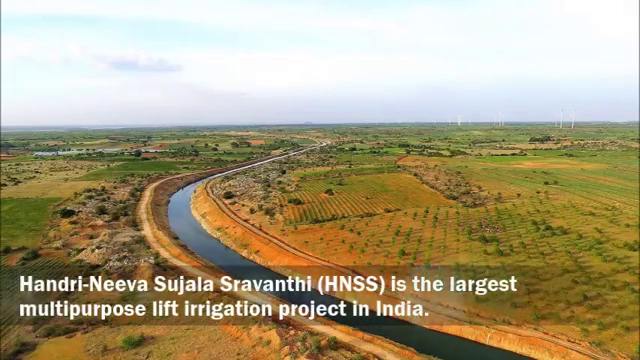 Handri-Neeva Sujala Sravanthi (HNSS) is the largest
multipurpose lift irrigation project in India.